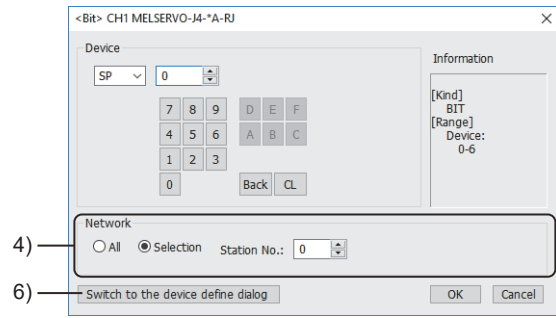 <Bit> CH1 MELSERVO-J4-*A-RJ
Device
SP 0
7 8 9 D E F
4 5 6 A B C
1 2 3
0 Back CL
Information
[Kind]
BIT
[Range]
Device:
0-6
4)
Network
All Selection Station No.: 0
6)
Switch to the device define dialog OK Cancel